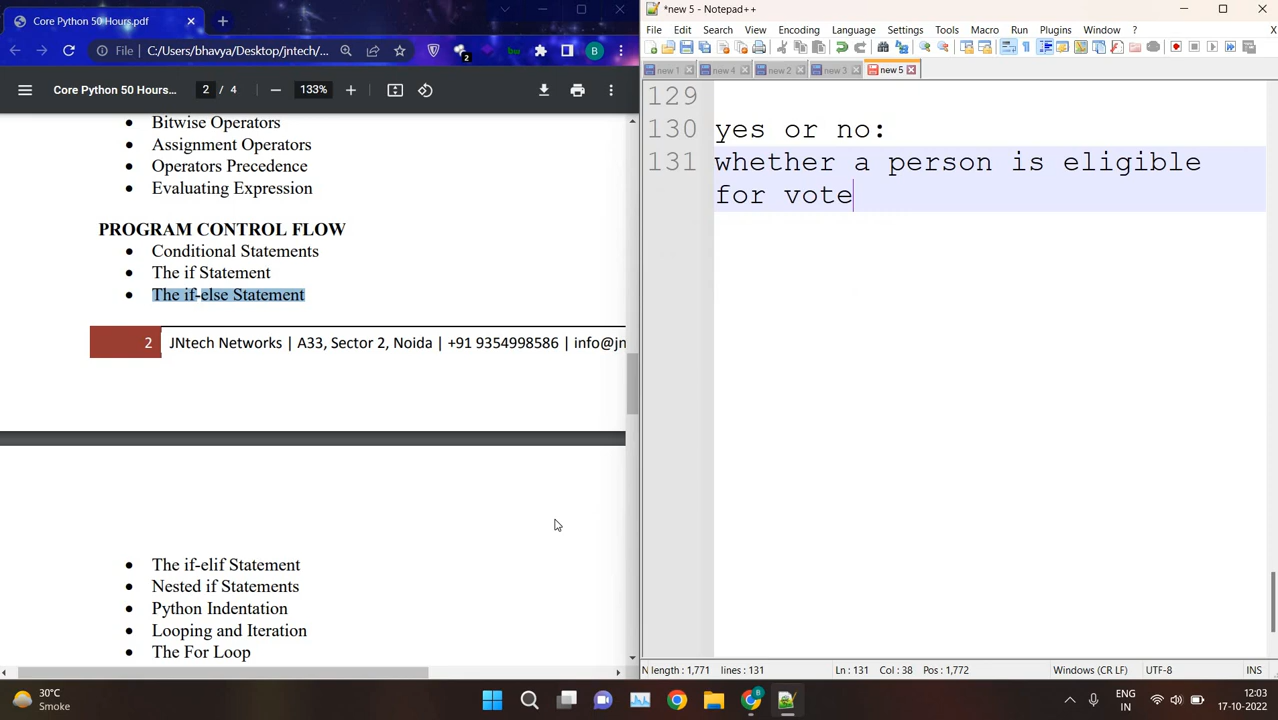 Core Python 50 Hours.pdf
File
C:/Users/bhavya/Desktop/jntech/...
B
2
Core Python 50 Hours...
2 / 4
133%
Bitwise Operators
Assignment Operators
Operators Precedence
Evaluating Expression
PROGRAM CONTROL FLOW
Conditional Statements
The if Statement
The if-else Statement
2 JNtech Networks | A33, Sector 2, Noida | +91 9354998586 | info@jn
The if-elif Statement
Nested if Statements
Python Indentation
Looping and Iteration
The For Loop
*new 5 - Notepad++
File Edit Search View Encoding Language Settings Tools Macro Run Plugins Window ? X
new 1 new 4 new 2 new 3 new 5
129
130 yes or no:
131 whether a person is eligible
for vote
N length : 1,771 lines : 131 Ln : 131 Col : 38 Pos : 1,772 Windows (CR LF) UTF-8 INS
30°C
Smoke
B
ENG
IN
12:03
17-10-2022